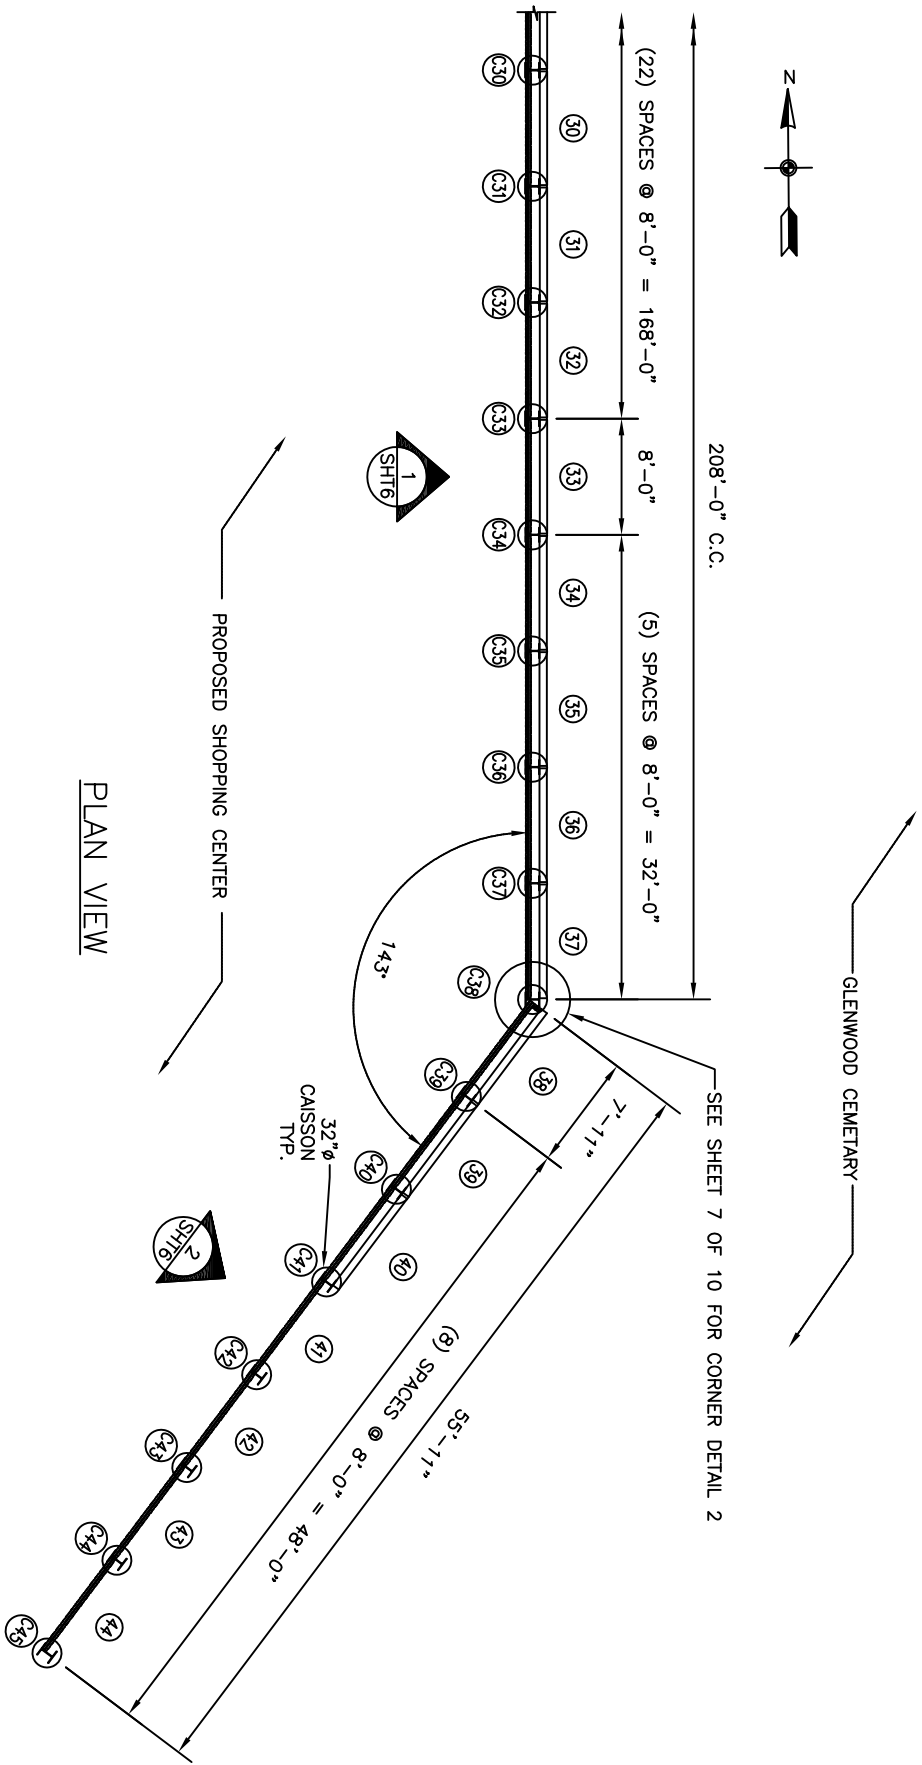 N
GLENWOOD CEMETARY
SEE SHEET 7 OF 10 FOR CORNER DETAIL 2
208'-0" C.C.
(22) SPACES @ 8'-0" = 168'-0"
8'-0"
(5) SPACES @ 8'-0" = 32'-0"
30
31
32
33
34
35
36
37
C30
C31
C32
C33
C34
C35
C36
C37
C38
1
SHT6
143°
7'-11"
55'-11"
(8) SPACES @ 8'-0" = 48'-0"
38
39
40
41
42
43
44
C39
C40
C41
C42
C43
C44
C45
32"ø
CAISSON
TYP.
2
SHT6
PROPOSED SHOPPING CENTER
PLAN VIEW